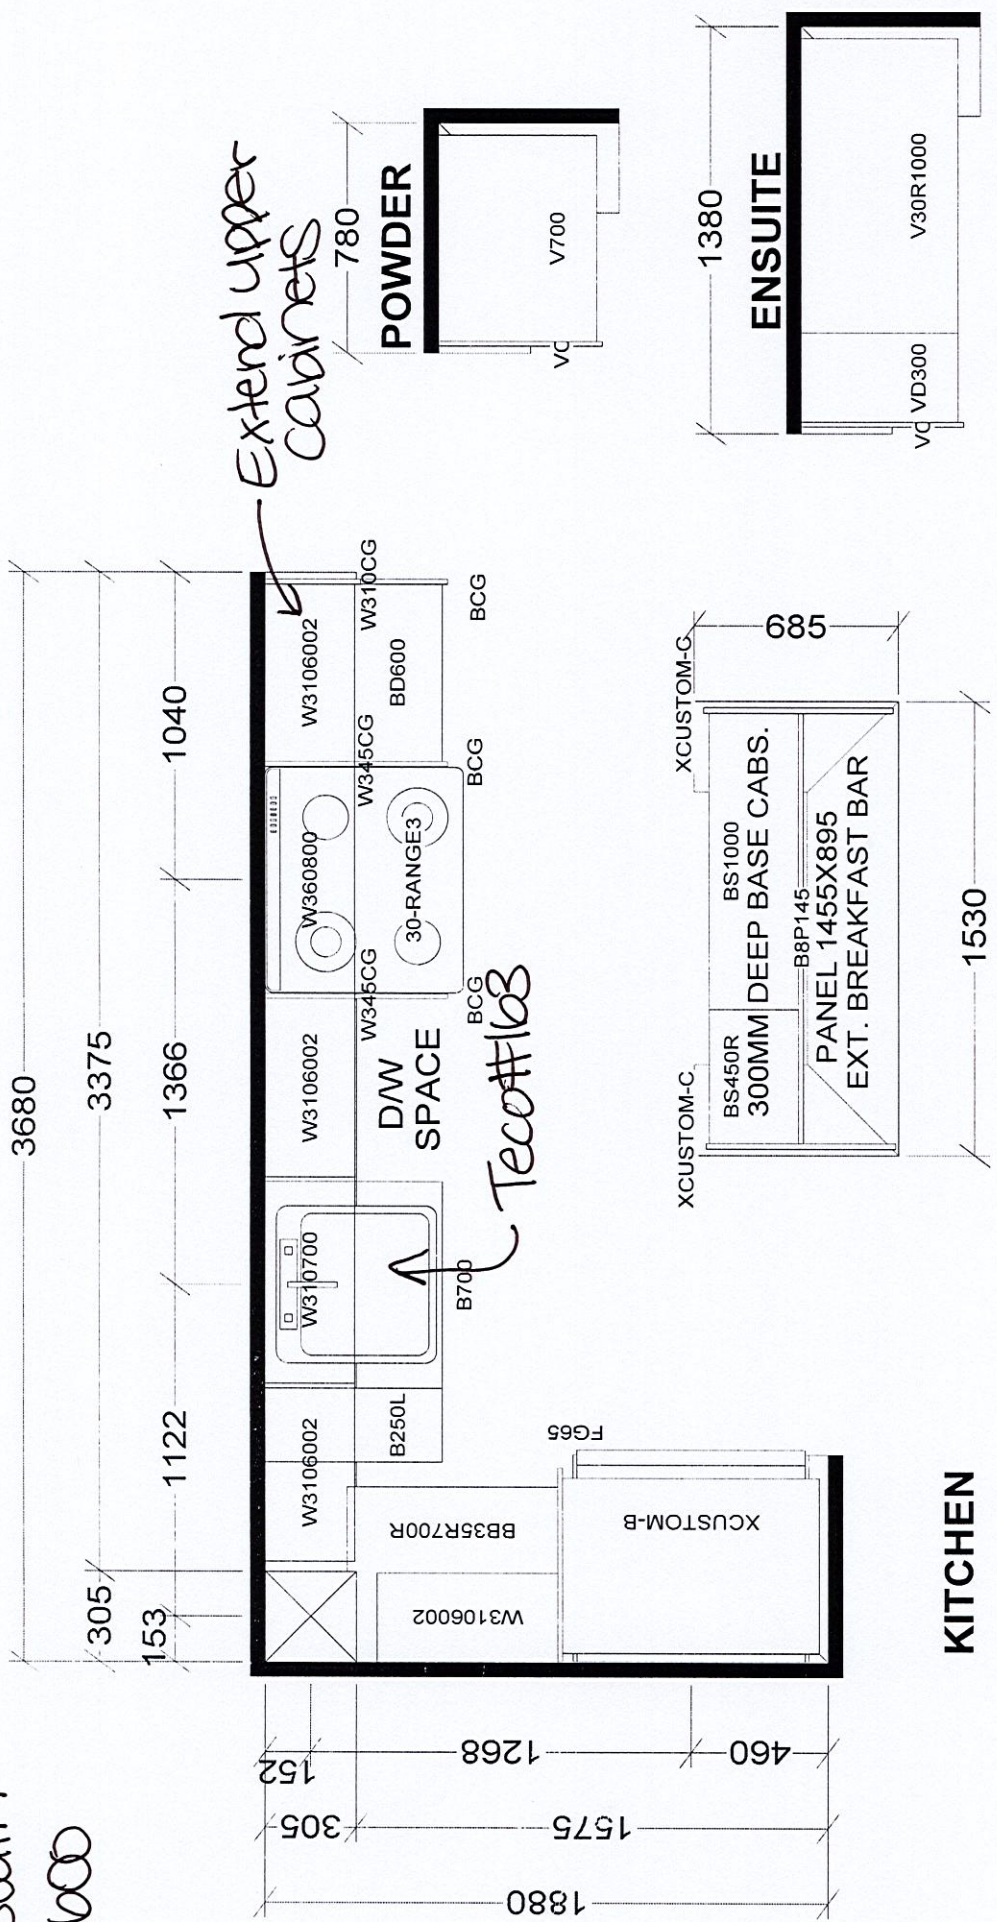 3680
3375
305
153
1122
1366
1040
Extend upper
cabinets
W3106002
W310700
W3106002
W360800
W3106002
W345CG
W345CG
W310CG
B250L
D/W
SPACE
30-RANGE3
BD600
B700
BCG
BCG
BCG
Teco#163
BB35R700R
W3106002
FG65
XCUSTOM-B
152
305
1268
460
1575
1880
KITCHEN
XCUSTOM-C
XCUSTOM-C
BS450R
BS1000
300MM DEEP BASE CABS.
B8P145
PANEL 1455X895
EXT. BREAKFAST BAR
685
1530
780
POWDER
V700
VC
1380
ENSUITE
VC
VD300
V30R1000
600